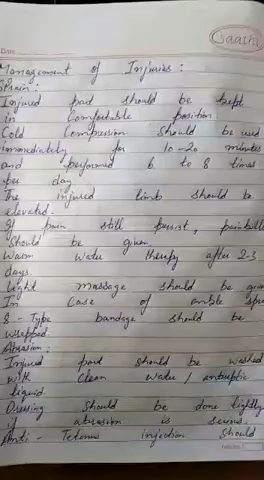 Saathi
Date
Management of Injuries:
Strain:
Injured part should be kept
in Comfortable position.
Cold Compression should be used
immediately for 10-20 minutes
and performed 6 to 8 times
per day.
The injured limb should be
elevated.
If pain still persist, painkiller
should be given
Warm Water therapy after 2-3
days.
Light massage should be given
In case of ankle
8 - Type bandage should be
wrapped.
Abrasion:
Injured part should be washed
with clean water / antiseptic
liquid.
Dressing should be done tightly
if abrasion is serious.
Anti - Tetanus injection should